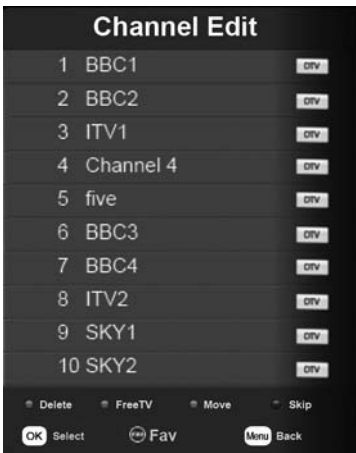 Channel Edit
1 BBC1 DTV
2 BBC2 DTV
3 ITV1 DTV
4 Channel 4 DTV
5 five DTV
6 BBC3 DTV
7 BBC4 DTV
8 ITV2 DTV
9 SKY1 DTV
10 SKY2 DTV
Delete FreeTV Move Skip
OK Select FAV Fav Menu Back